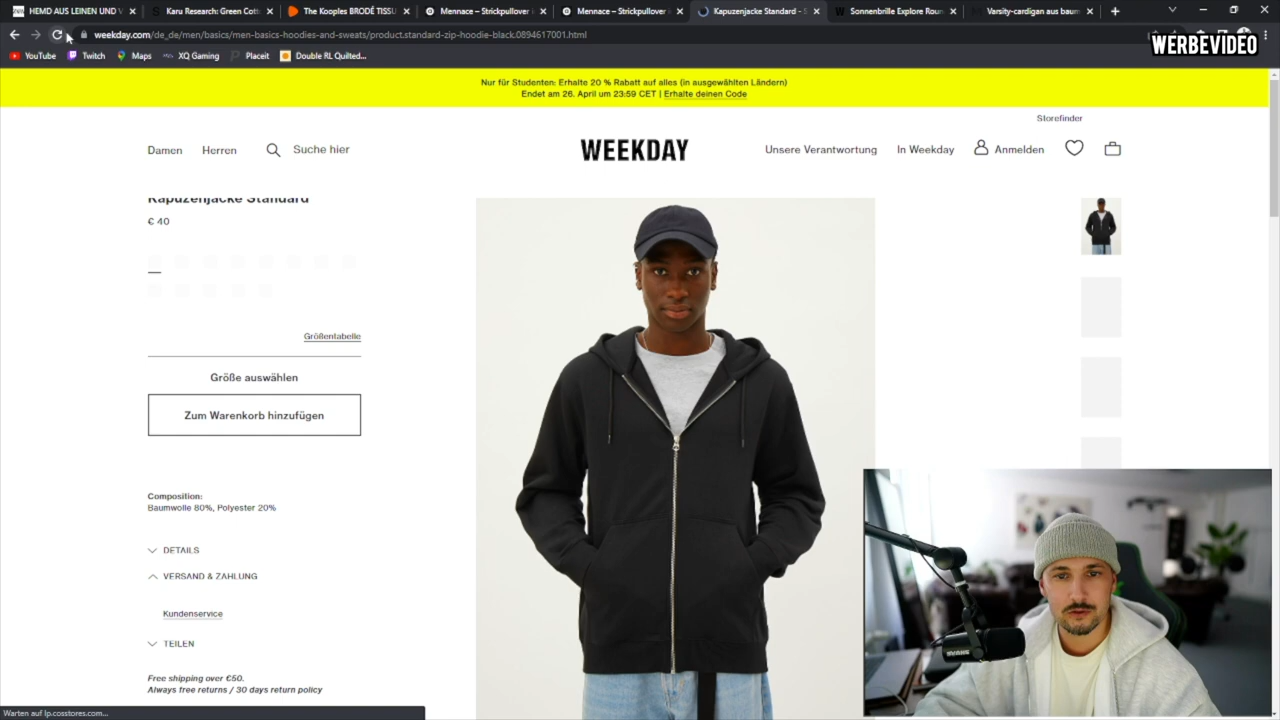 HEMD AUS LEINEN UND V
Karu Research: Green Cott
The Kooples BRODÉ TISSU
Mennace – Strickpullover i
Mennace – Strickpullover i
Kapuzenjacke Standard - S
Sonnenbrille Explore Roun
Varsity-cardigan aus baum
weekday.com/de_de/men/basics/men-basics-hoodies-and-sweats/product.standard-zip-hoodie-black.0894617001.html
WERBEVIDEO
YouTube
Twitch
Maps
XQ Gaming
Placeit
Double RL Quilted...
Nur für Studenten: Erhalte 20 % Rabatt auf alles (in ausgewählten Ländern)
Endet am 26. April um 23:59 CET | Erhalte deinen Code
Storefinder
Damen
Herren
Suche hier
WEEKDAY
Unsere Verantwortung
In Weekday
Anmelden
Kapuzenjacke Standard
€ 40
Größentabelle
Größe auswählen
Zum Warenkorb hinzufügen
Composition:
Baumwolle 80%, Polyester 20%
DETAILS
VERSAND & ZAHLUNG
Kundenservice
TEILEN
Free shipping over €50.
Always free returns / 30 days return policy
Warten auf lp.cosstores.com...